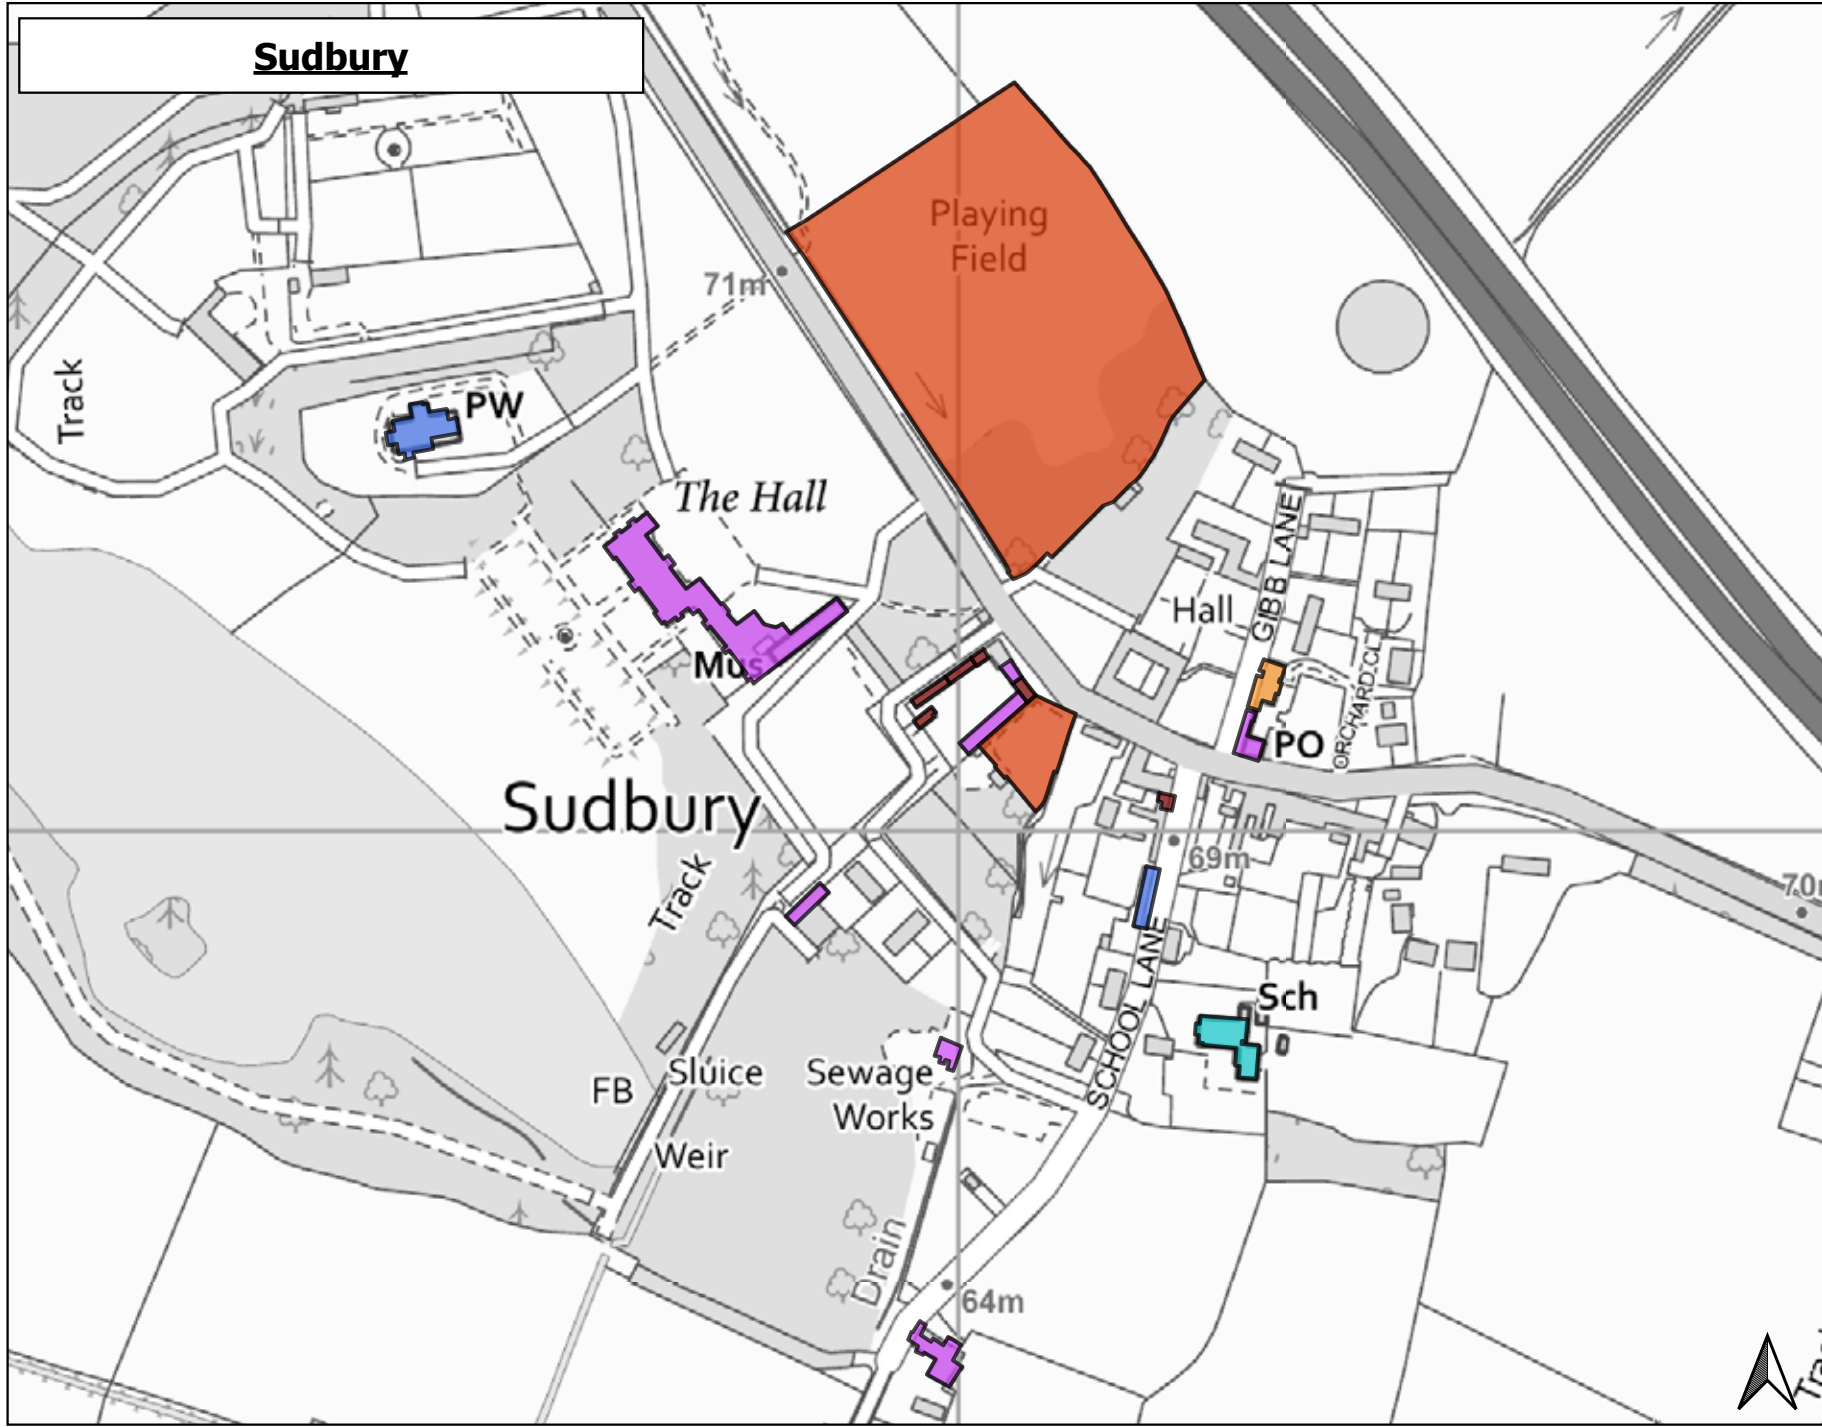 Sudbury
Playing
Field
71m
Track
PW
The Hall
GIBB LANE
Hall
Mus
ORCHARD CL
PO
Sudbury
69m
Track
70m
SCHOOL LANE
Sch
Sluice
Sewage
FB
Works
Weir
Drain
64m